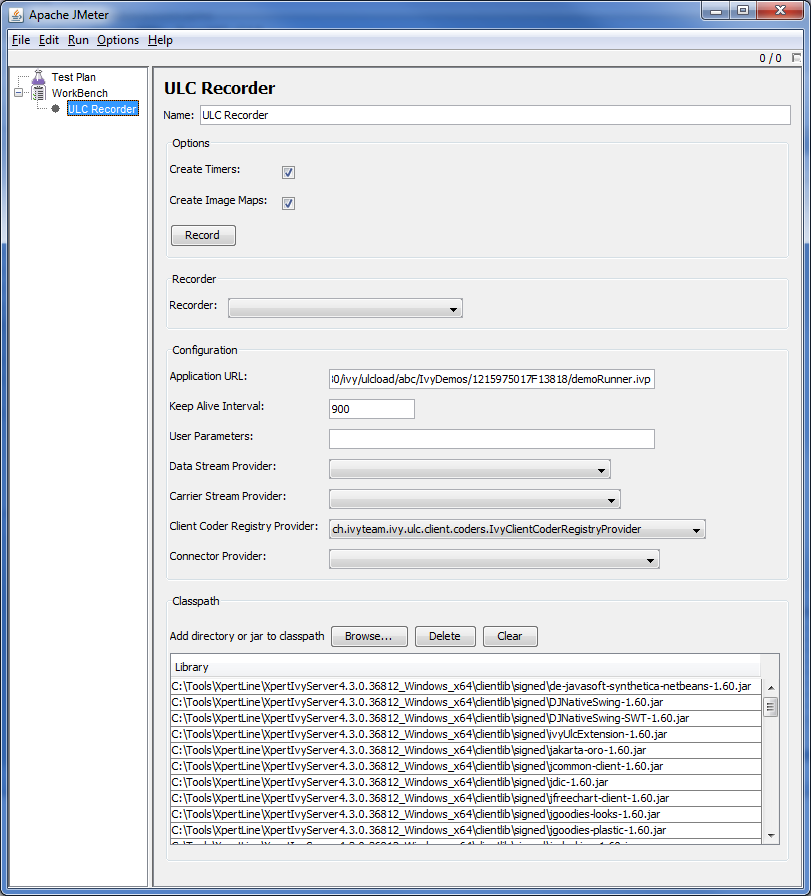 Apache JMeter
File Edit Run Options Help
0 / 0
Test Plan
WorkBench
ULC Recorder
ULC Recorder
Name: ULC Recorder
Options
Create Timers:
Create Image Maps:
Record
Recorder
Recorder:
Configuration
Application URL: 30/ivy/ulcload/abc/IvyDemos/1215975017F13818/demoRunner.ivp
Keep Alive Interval: 900
User Parameters:
Data Stream Provider:
Carrier Stream Provider:
Client Coder Registry Provider: ch.ivyteam.ivy.ulc.client.coders.IvyClientCoderRegistryProvider
Connector Provider:
Classpath
Add directory or jar to classpath Browse... Delete Clear
Library
C:\Tools\XpertLine\XpertIvyServer4.3.0.36812_Windows_x64\clientlib\signed\de-javasoft-synthetica-netbeans-1.60.jar
C:\Tools\XpertLine\XpertIvyServer4.3.0.36812_Windows_x64\clientlib\signed\DJNativeSwing-1.60.jar
C:\Tools\XpertLine\XpertIvyServer4.3.0.36812_Windows_x64\clientlib\signed\DJNativeSwing-SWT-1.60.jar
C:\Tools\XpertLine\XpertIvyServer4.3.0.36812_Windows_x64\clientlib\signed\ivyUlcExtension-1.60.jar
C:\Tools\XpertLine\XpertIvyServer4.3.0.36812_Windows_x64\clientlib\signed\jakarta-oro-1.60.jar
C:\Tools\XpertLine\XpertIvyServer4.3.0.36812_Windows_x64\clientlib\signed\jcommon-client-1.60.jar
C:\Tools\XpertLine\XpertIvyServer4.3.0.36812_Windows_x64\clientlib\signed\jdic-1.60.jar
C:\Tools\XpertLine\XpertIvyServer4.3.0.36812_Windows_x64\clientlib\signed\jfreechart-client-1.60.jar
C:\Tools\XpertLine\XpertIvyServer4.3.0.36812_Windows_x64\clientlib\signed\jgoodies-looks-1.60.jar
C:\Tools\XpertLine\XpertIvyServer4.3.0.36812_Windows_x64\clientlib\signed\jgoodies-plastic-1.60.jar